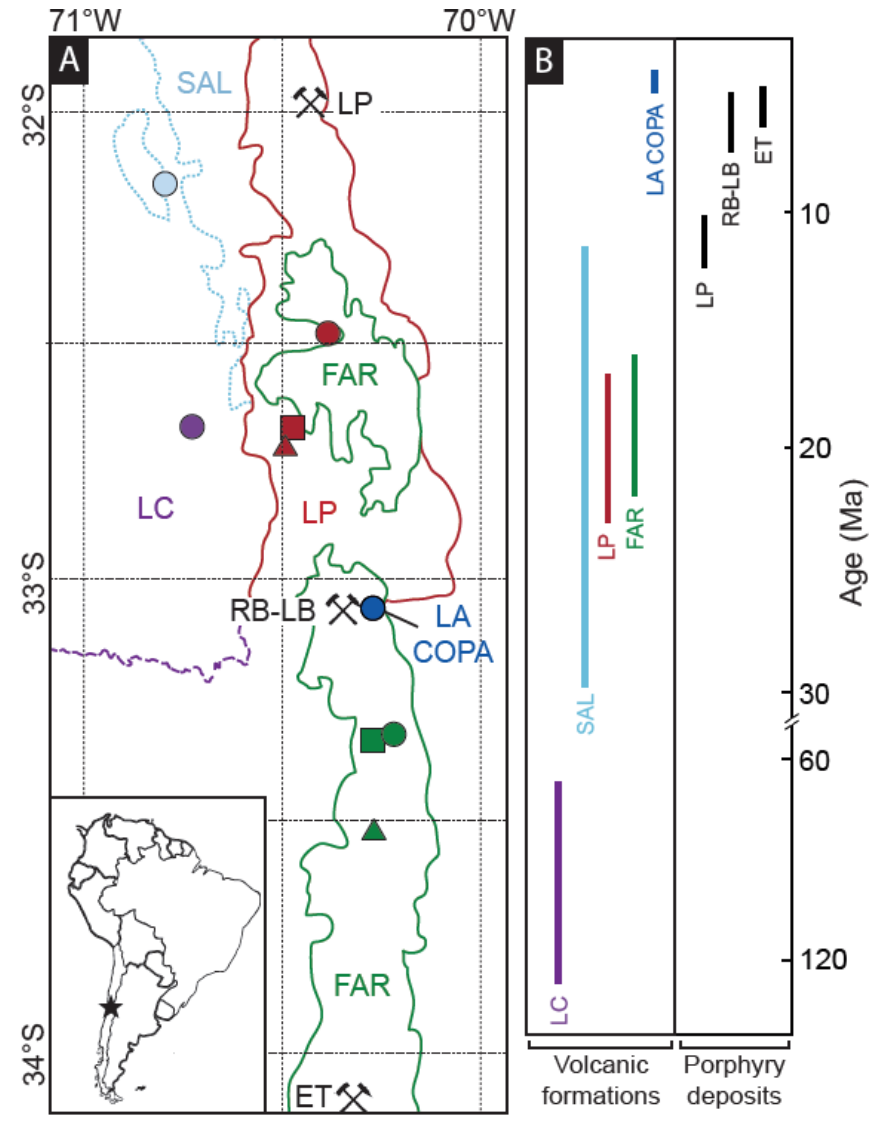 71°W
70°W
A
SAL
32°S
LP
FAR
LC
LP
33°S
RB-LB
LA
COPA
FAR
34°S
ET
B
LA COPA
RB-LB
ET
LP
10
20
LP
FAR
30
SAL
60
120
LC
Age (Ma)
Volcanic
formations
Porphyry
deposits